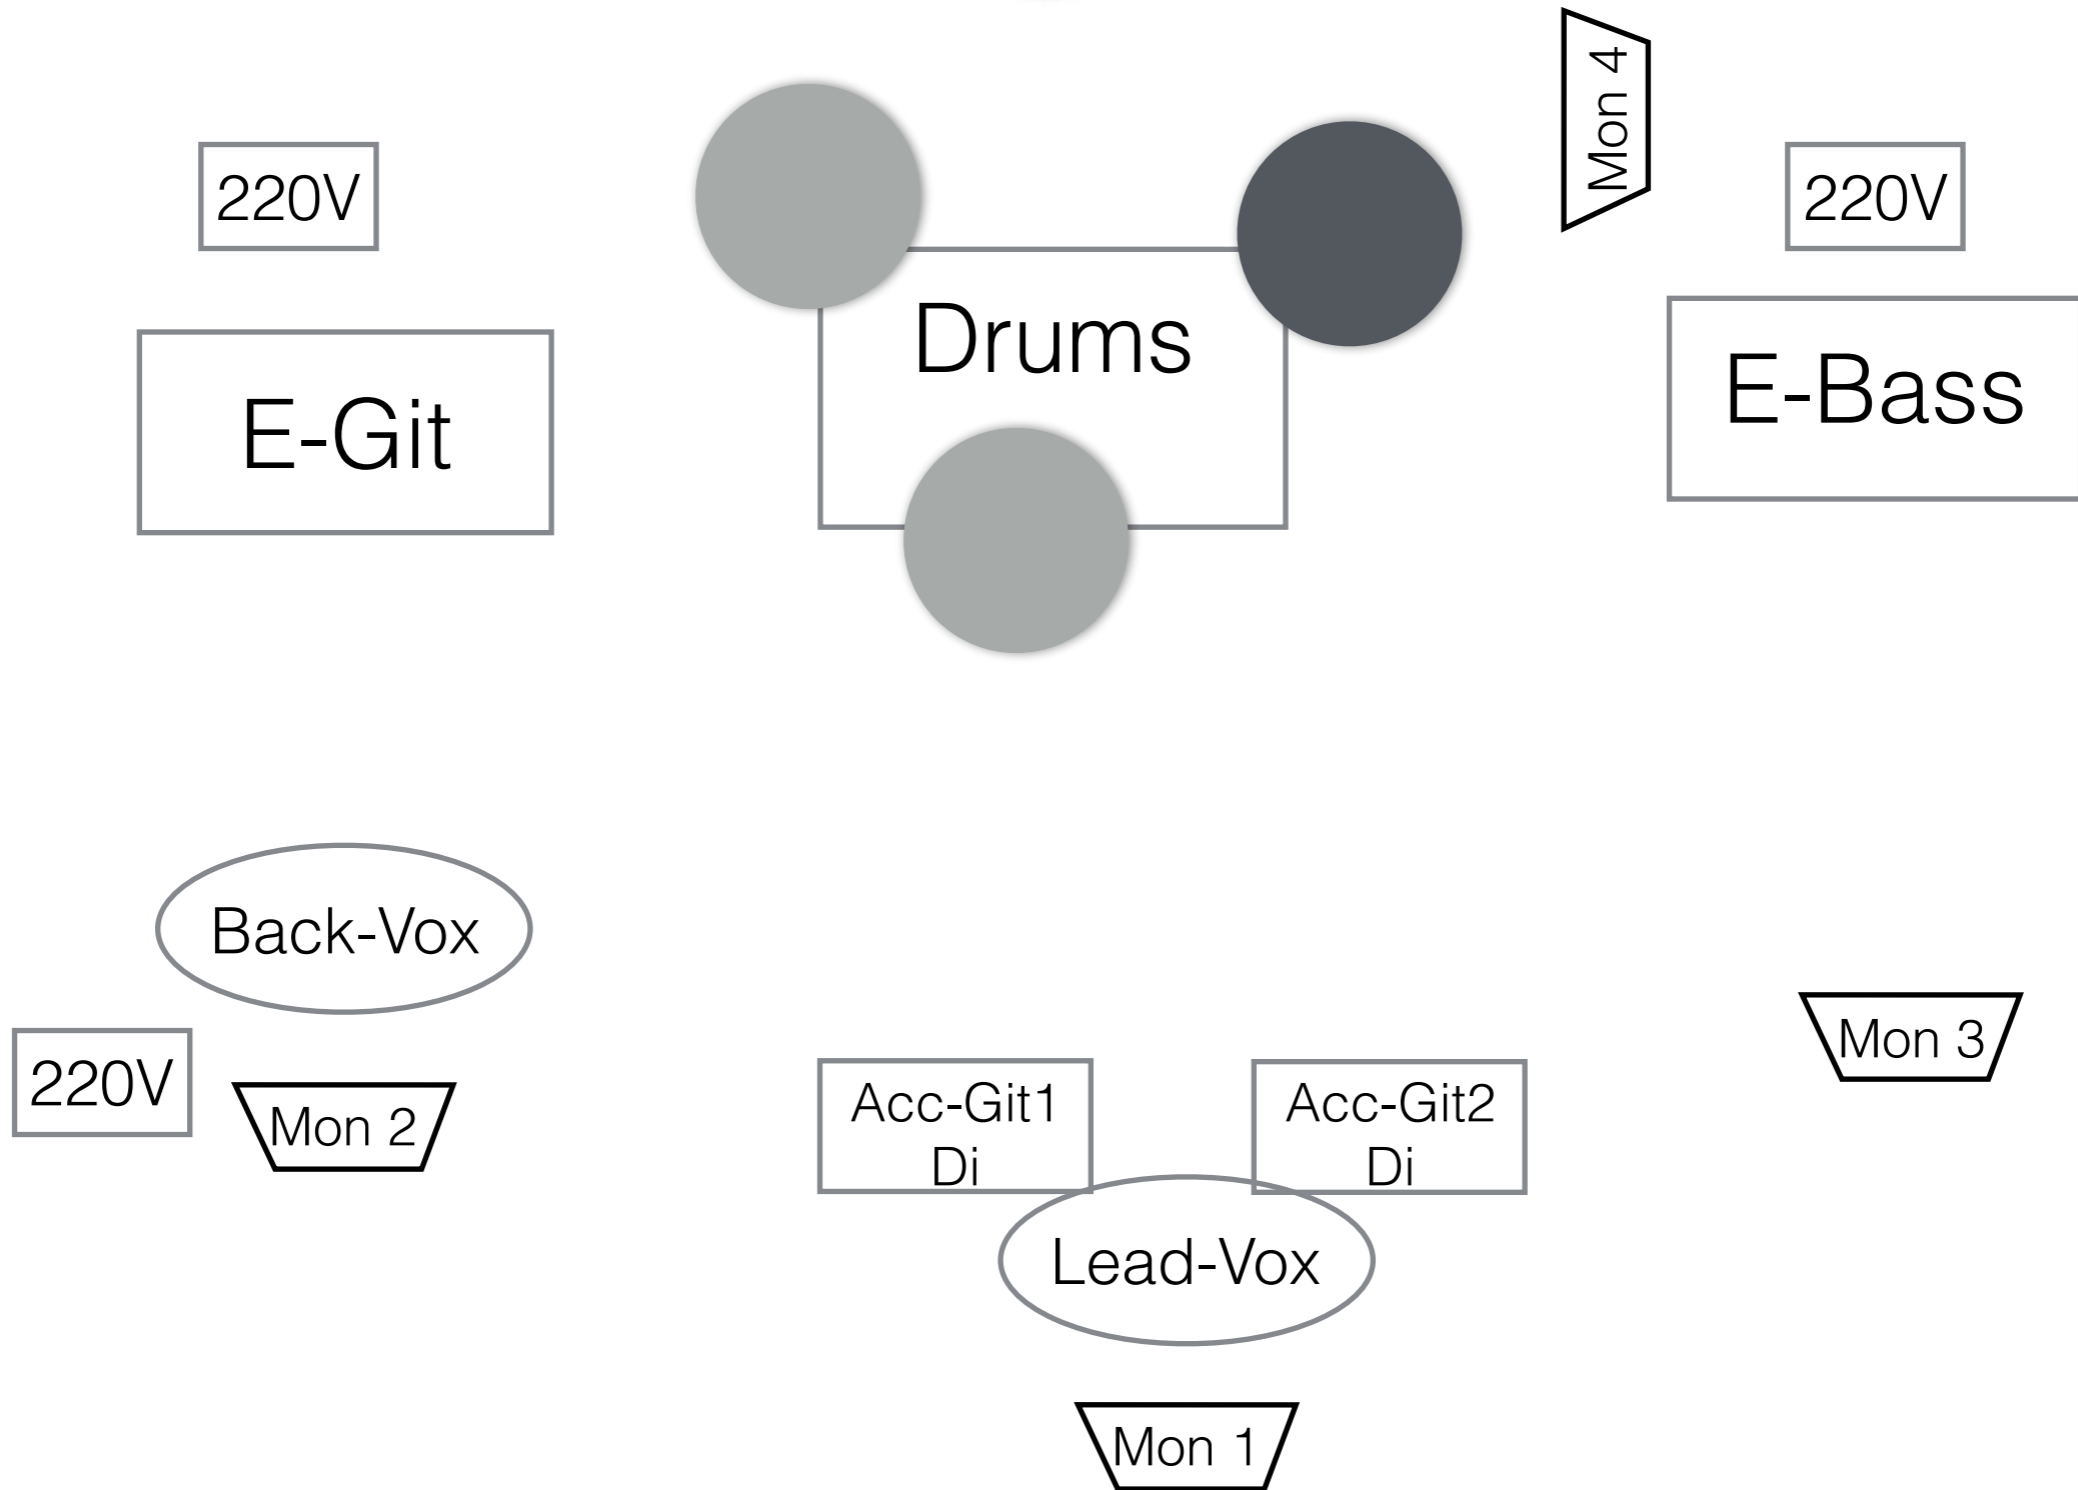 Mon 4
220V
220V
Drums
E-Bass
E-Git
Back-Vox
Mon 3
220V
Mon 2
Acc-Git1
Di
Acc-Git2
Di
Lead-Vox
Mon 1